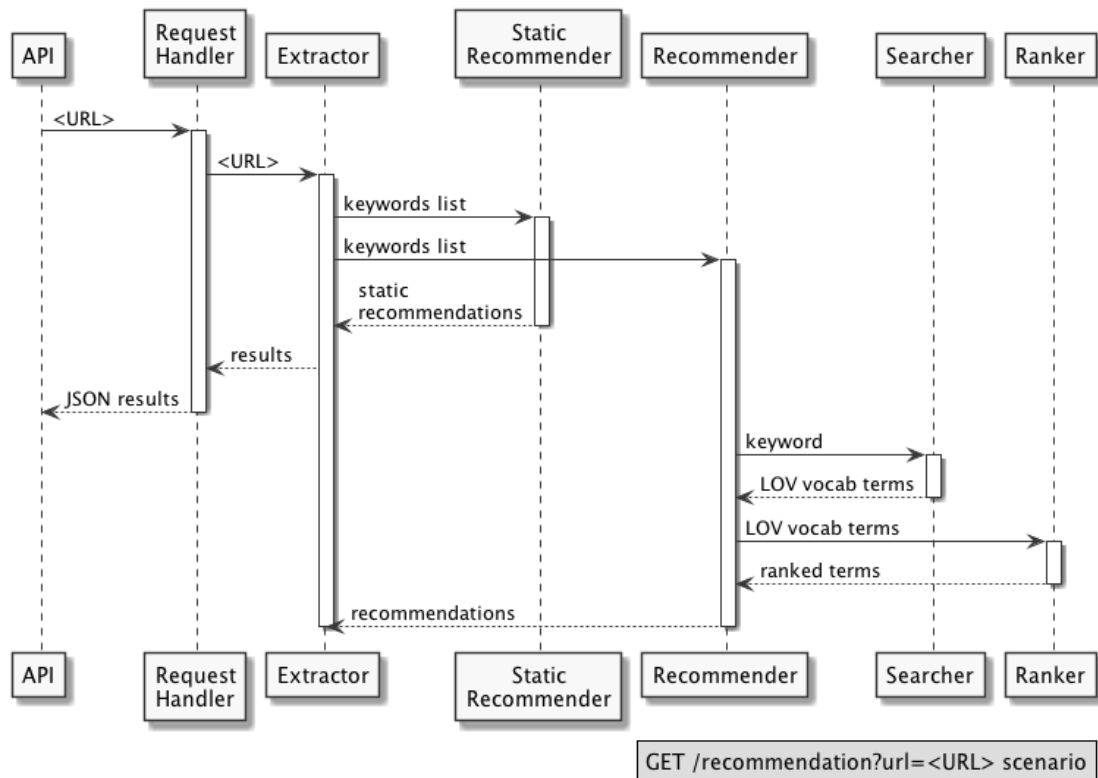 API
Request
Handler
Extractor
Static
Recommender
Recommender
Searcher
Ranker
<URL>
<URL>
keywords list
keywords list
static
recommendations
results
JSON results
keyword
LOV vocab terms
LOV vocab terms
ranked terms
recommendations
API
Request
Handler
Extractor
Static
Recommender
Recommender
Searcher
Ranker
GET /recommendation?url=<URL> scenario